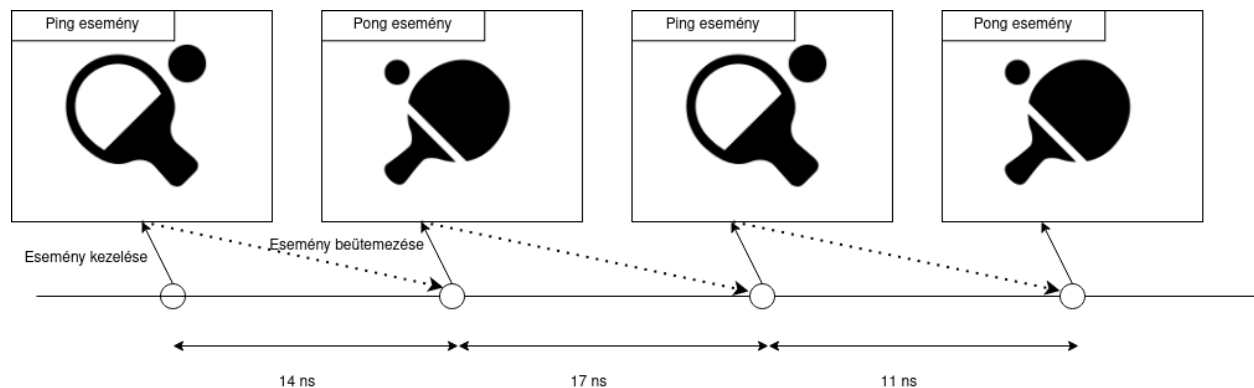 Ping esemény
Pong esemény
Ping esemény
Pong esemény
Esemény kezelése
Esemény beütemezése
14 ns
17 ns
11 ns